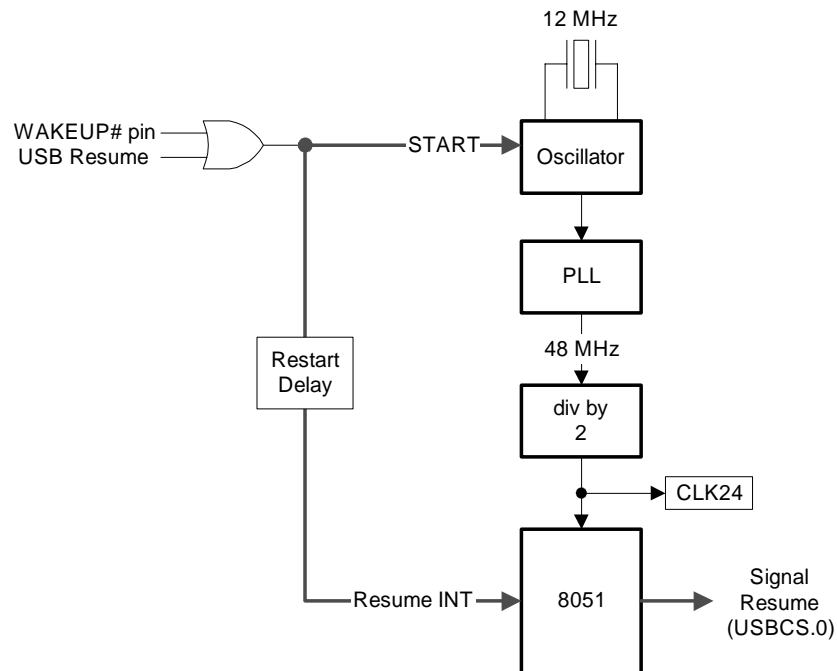 12 MHz
WAKEUP# pin
USB Resume
START
Oscillator
PLL
48 MHz
Restart
Delay
div by
2
CLK24
Resume INT
8051
Signal
Resume
(USBCS.0)